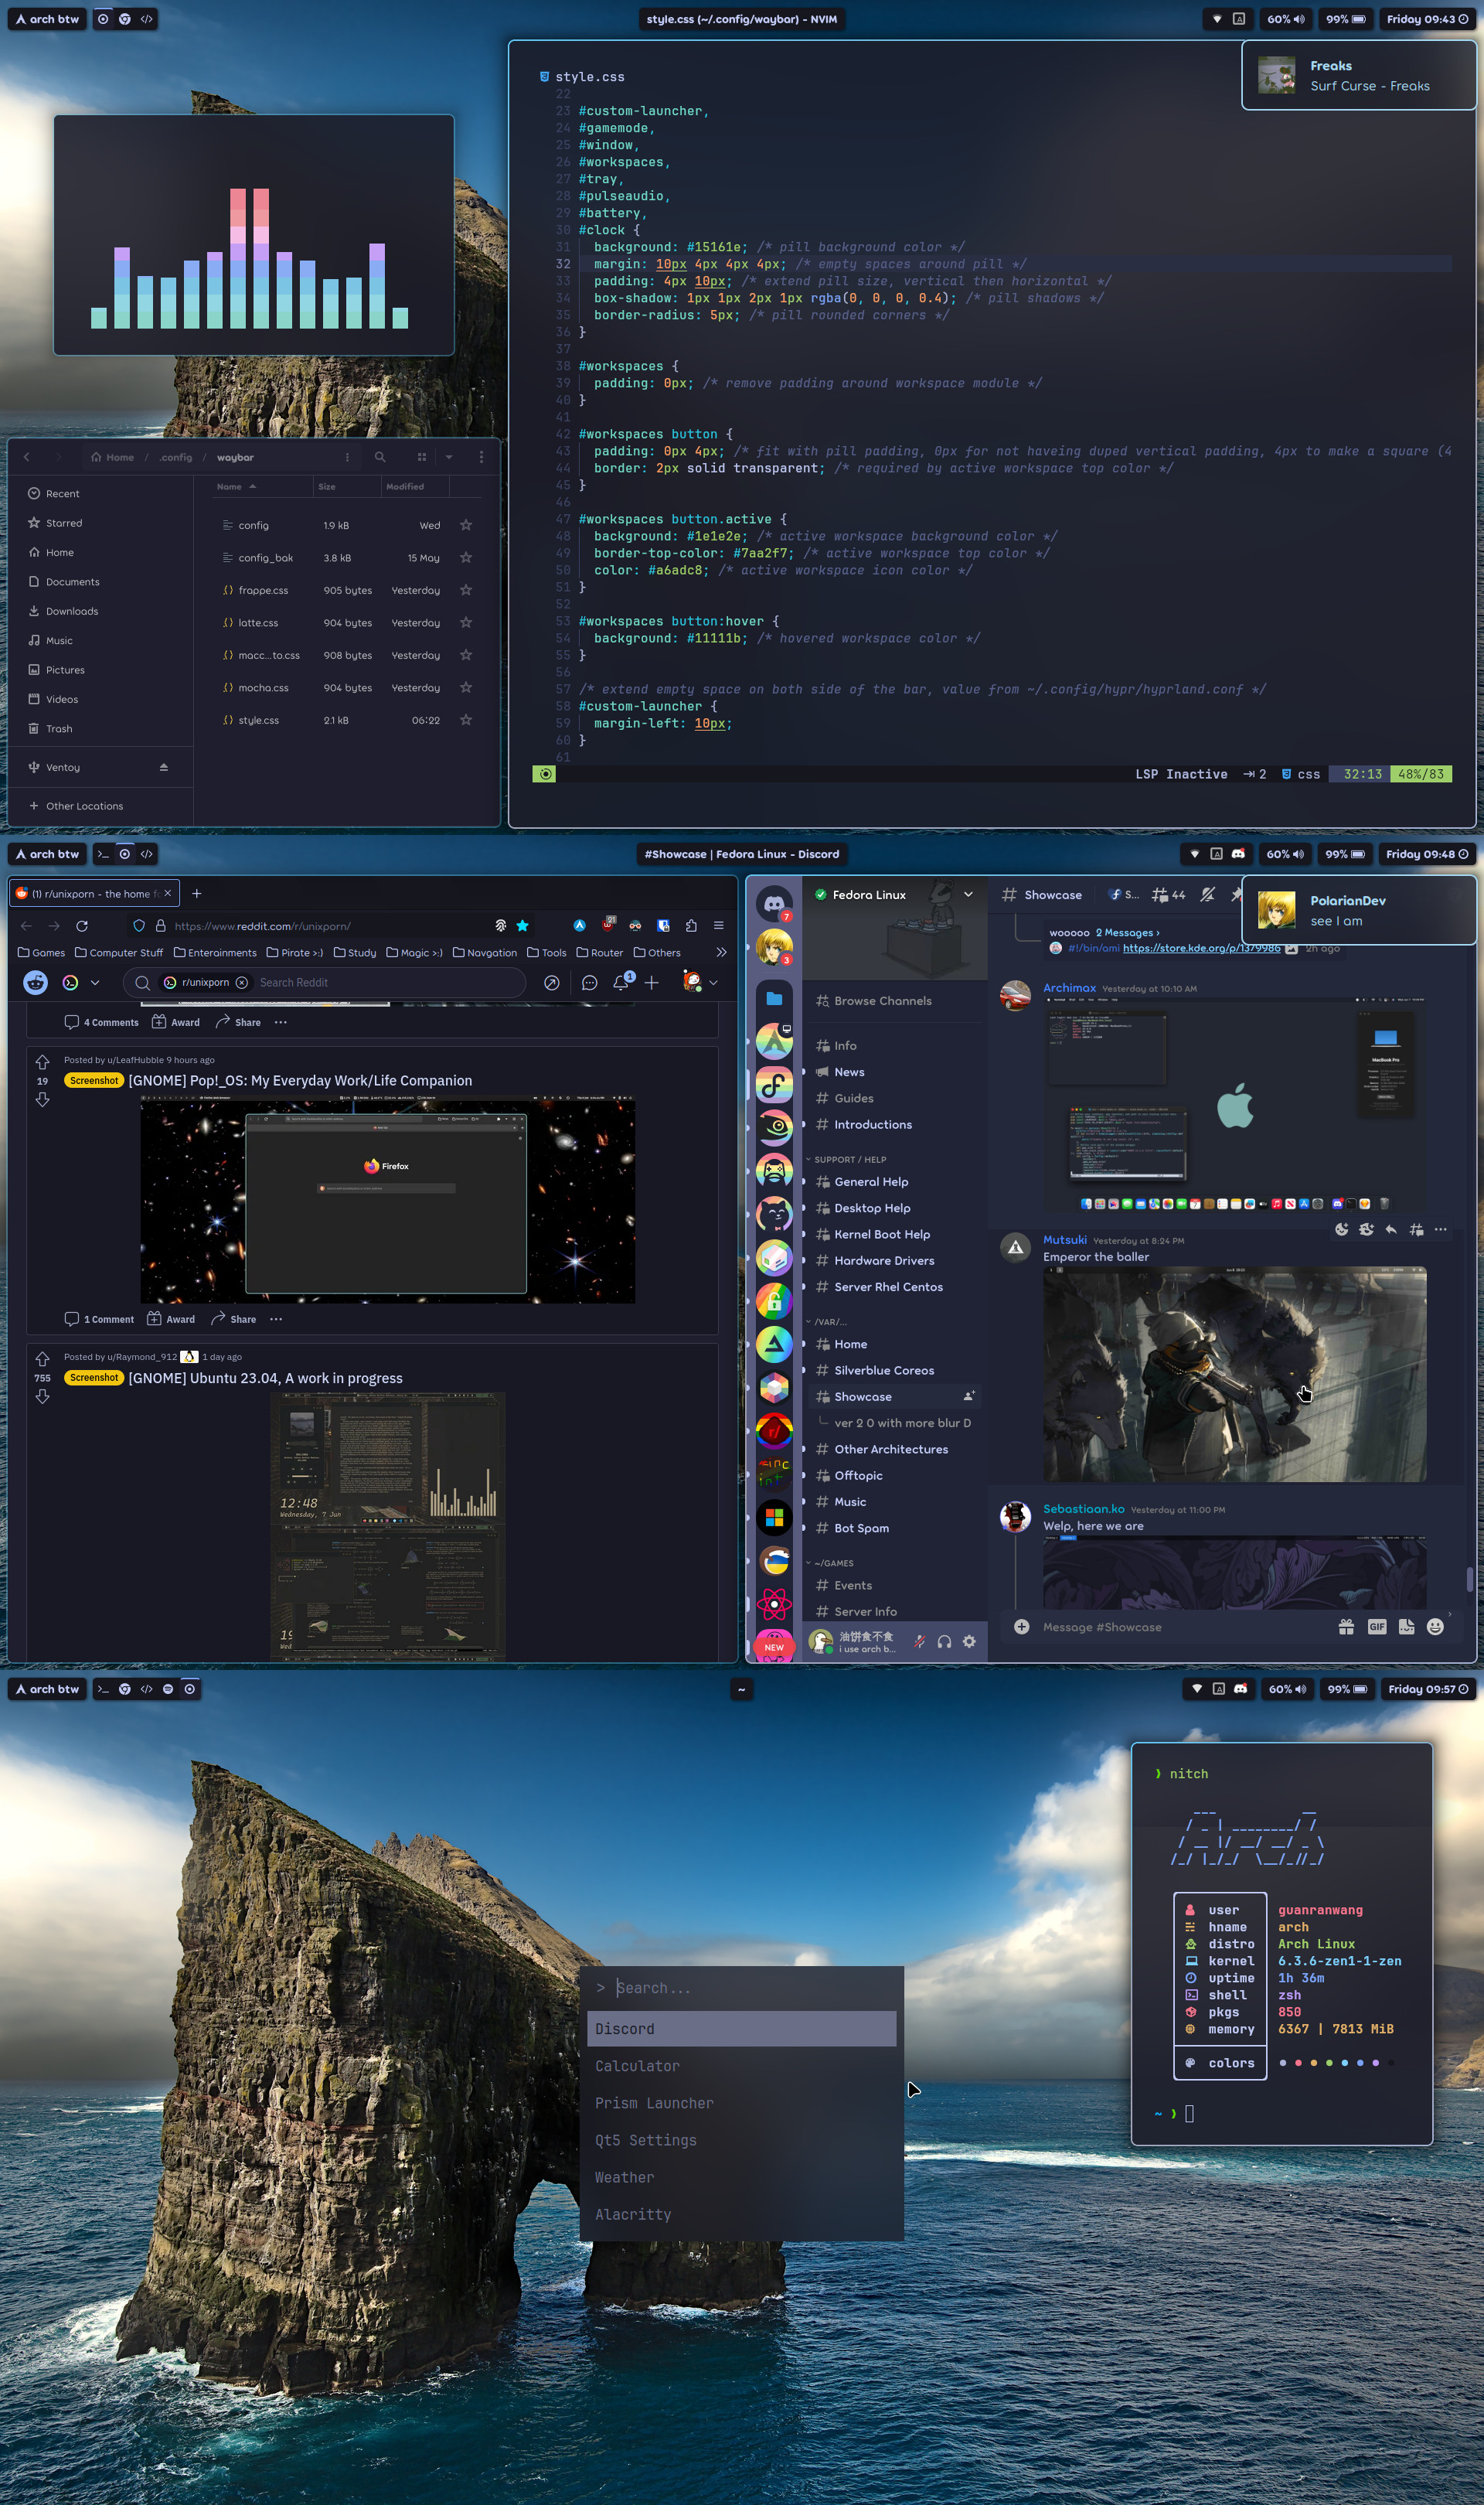 arch btw
style.css (~/.config/waybar) - NVIM
60%
99%
Friday 09:43
Freaks
Surf Curse - Freaks
style.css
22
23 #custom-launcher,
24 #gamemode,
25 #window,
26 #workspaces,
27 #tray,
28 #pulseaudio,
29 #battery,
30 #clock {
31 background: #15161e; /* pill background color */
32 margin: 10px 4px 4px 4px; /* empty spaces around pill */
33 padding: 4px 10px; /* extend pill size, vertical then horizontal */
34 box-shadow: 1px 1px 2px 1px rgba(0, 0, 0, 0.4); /* pill shadows */
35 border-radius: 5px; /* pill rounded corners */
36 }
37
38 #workspaces {
39 padding: 0px; /* remove padding around workspace module */
40 }
41
42 #workspaces button {
43 padding: 0px 4px; /* fit with pill padding, 0px for not haveing duped vertical padding, 4px to make a square (4
44 border: 2px solid transparent; /* required by active workspace top color */
45 }
46
47 #workspaces button.active {
48 background: #1e1e2e; /* active workspace background color */
49 border-top-color: #7aa2f7; /* active workspace top color */
50 color: #a6adc8; /* active workspace icon color */
51 }
52
53 #workspaces button:hover {
54 background: #11111b; /* hovered workspace color */
55 }
56
57 /* extend empty space on both side of the bar, value from ~/.config/hypr/hyprland.conf */
58 #custom-launcher {
59 margin-left: 10px;
60 }
61
LSP Inactive 2 css 32:13 48%/83
Home / .config / waybar
Name Size Modified
Recent
Starred
Home
Documents
Downloads
Music
Pictures
Videos
Trash
Ventoy
+ Other Locations
config 1.9 kB Wed
config_bak 3.8 kB 15 May
frappe.css 905 bytes Yesterday
latte.css 904 bytes Yesterday
macc...to.css 908 bytes Yesterday
mocha.css 904 bytes Yesterday
style.css 2.1 kB 06:22
arch btw
#Showcase | Fedora Linux - Discord
60%
99%
Friday 09:48
(1) r/unixporn - the home fo
https://www.reddit.com/r/unixporn/
21
Games Computer Stuff Enterainments Pirate >:) Study Magic >:) Navgation Tools Router Others
r/unixporn Search Reddit
1
4 Comments Award Share
Posted by u/LeafHubble 9 hours ago
19
Screenshot [GNOME] Pop!_OS: My Everyday Work/Life Companion
Firefox
1 Comment Award Share
Posted by u/Raymond_912 1 day ago
755
Screenshot [GNOME] Ubuntu 23.04, A work in progress
12:48
Wednesday, 7 Jun
7
3
NEW
Fedora Linux
Browse Channels
Info
News
Guides
Introductions
SUPPORT / HELP
General Help
Desktop Help
Kernel Boot Help
Hardware Drivers
Server Rhel Centos
/VAR/...
Home
Silverblue Coreos
Showcase
ver 2 0 with more blur D
Other Architectures
Offtopic
Music
Bot Spam
~/GAMES
Events
Server Info
油饼食不食
i use arch b...
Showcase
S...
44
PolarianDev
see I am
wooooo 2 Messages ›
#!/bin/ami https://store.kde.org/p/1379986 2h ago
Archimax Yesterday at 10:10 AM
MacBook Pro
Mutsuki Yesterday at 8:24 PM
Emperor the baller
Sebastiaan.ko Yesterday at 11:00 PM
Welp, here we are
Message #Showcase
GIF
arch btw
~
60%
99%
Friday 09:57
❯ nitch
user guanranwang
hname arch
distro Arch Linux
kernel 6.3.6-zen1-1-zen
uptime 1h 36m
shell zsh
pkgs 850
memory 6367 | 7813 MiB
colors
~ ❯
> Search...
Discord
Calculator
Prism Launcher
Qt5 Settings
Weather
Alacritty